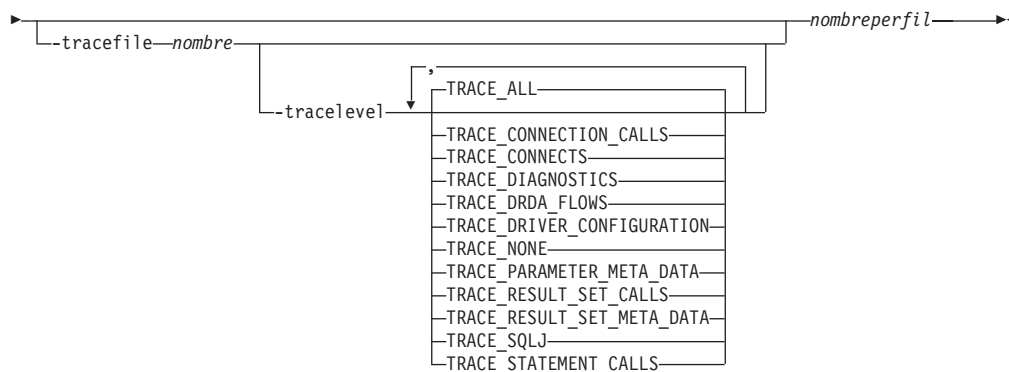 nombreperfil
-tracefile nombre
,
-tracelevel
TRACE_ALL
TRACE_CONNECTION_CALLS
TRACE_CONNECTS
TRACE_DIAGNOSTICS
TRACE_DRDA_FLOWS
TRACE_DRIVER_CONFIGURATION
TRACE_NONE
TRACE_PARAMETER_META_DATA
TRACE_RESULT_SET_CALLS
TRACE_RESULT_SET_META_DATA
TRACE_SQLJ
TRACE_STATEMENT_CALLS